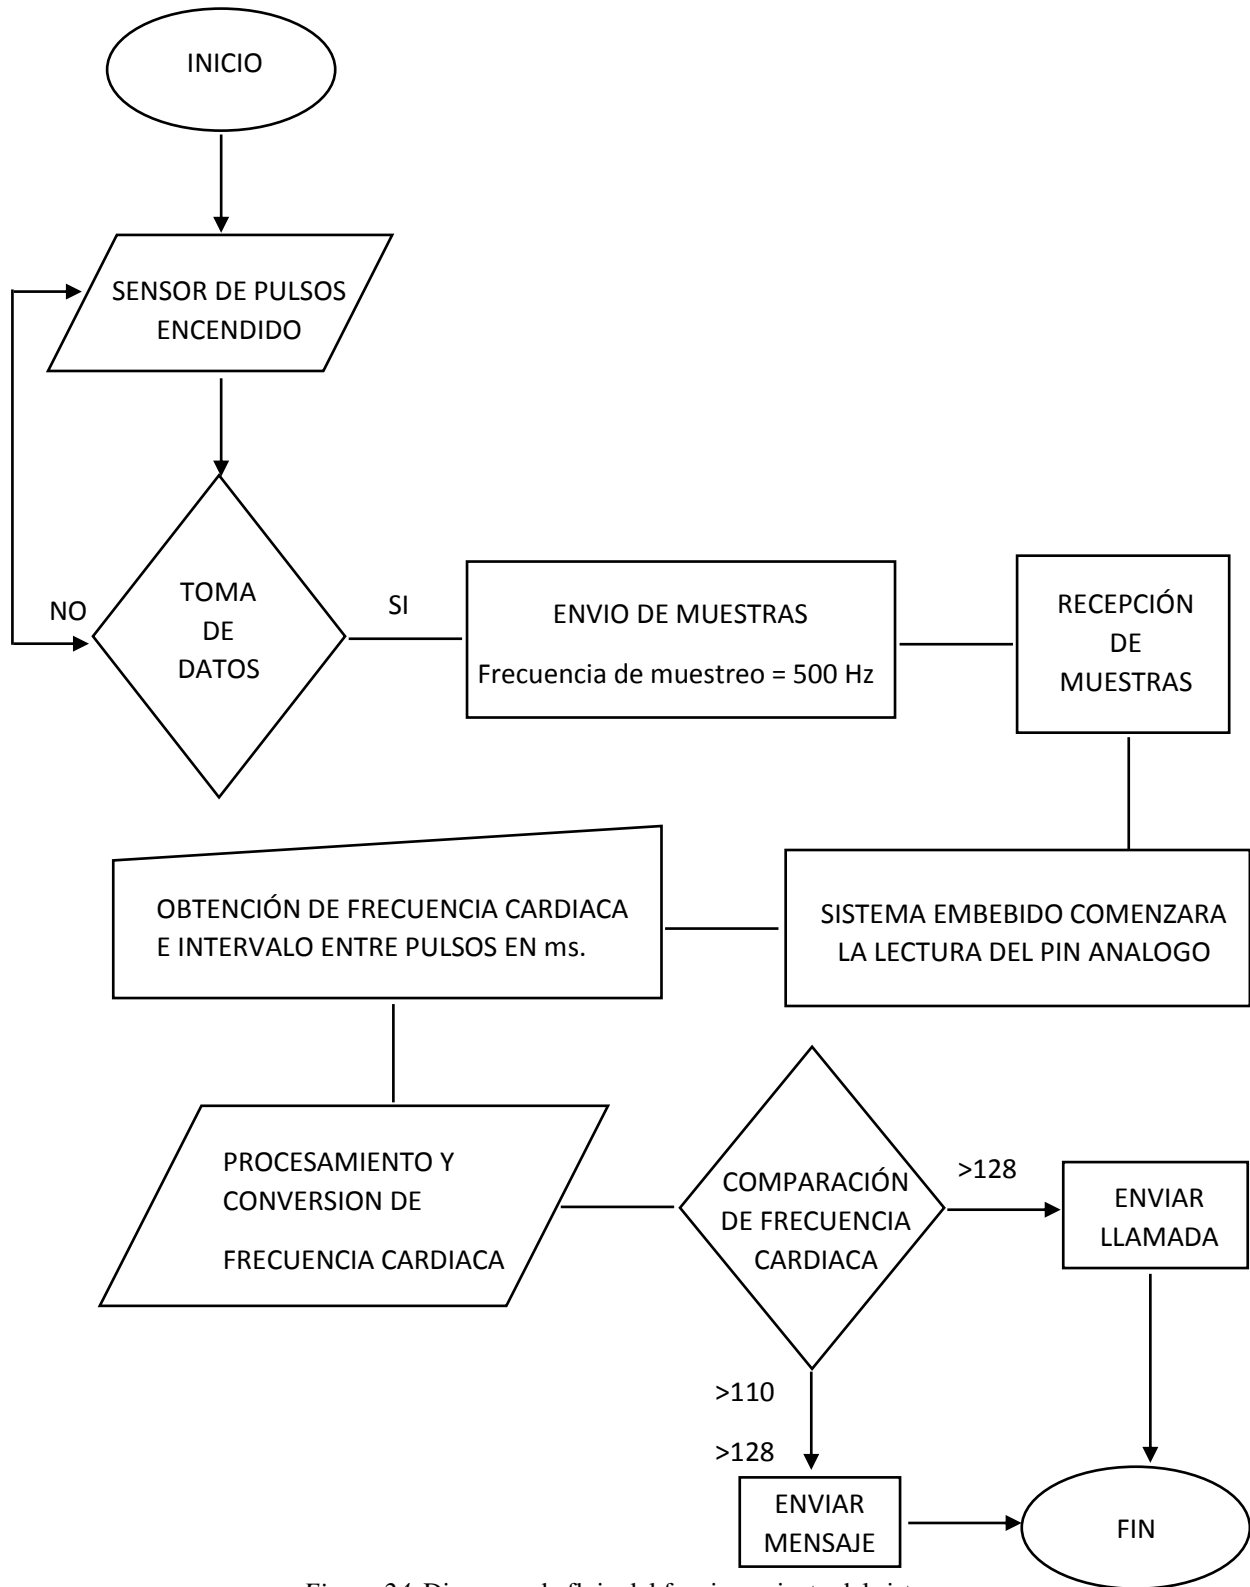 INICIO
SENSOR DE PULSOS
ENCENDIDO
TOMA
DE
DATOS
NO
SI
ENVIO DE MUESTRAS
Frecuencia de muestreo = 500 Hz
RECEPCIÓN
DE
MUESTRAS
SISTEMA EMBEBIDO COMENZARA
LA LECTURA DEL PIN ANALOGO
OBTENCIÓN DE FRECUENCIA CARDIACA
E INTERVALO ENTRE PULSOS EN ms.
PROCESAMIENTO Y
CONVERSION DE
FRECUENCIA CARDIACA
COMPARACIÓN
DE FRECUENCIA
CARDIACA
>128
ENVIAR
LLAMADA
>110
>128
ENVIAR
MENSAJE
FIN